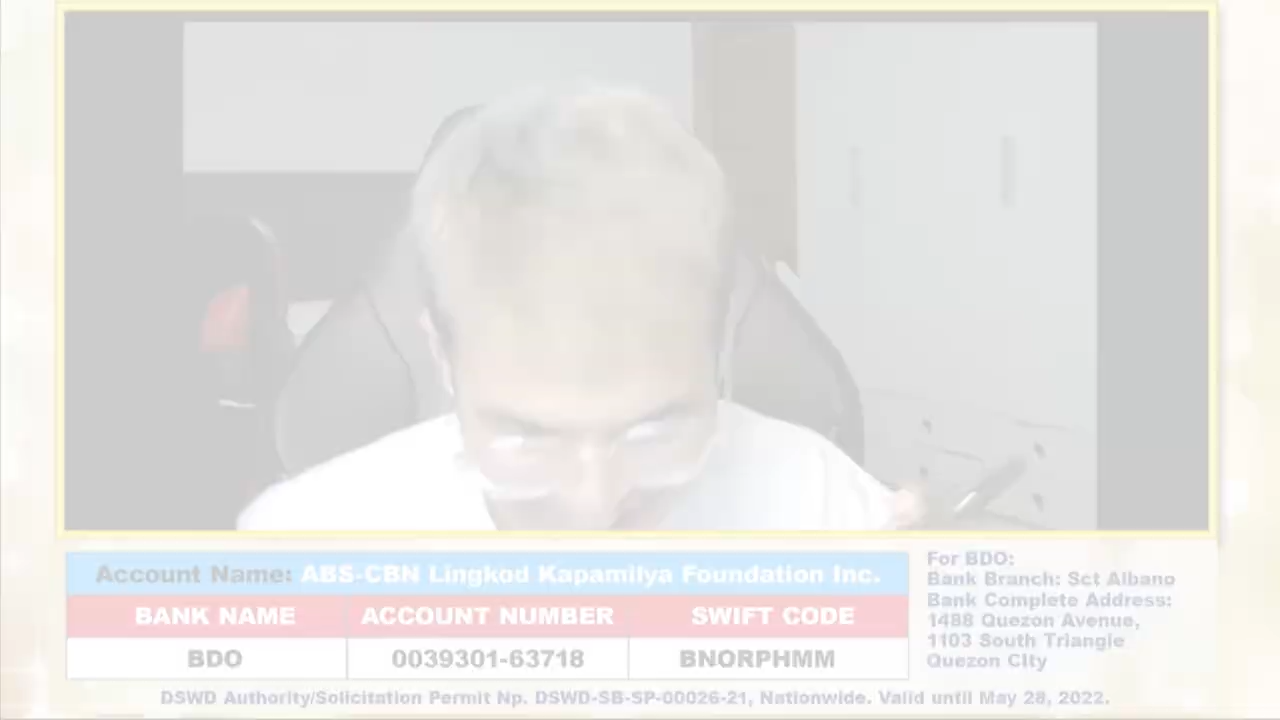 Account Name: ABS-CBN Lingkod Kapamilya Foundation Inc.
BANK NAME ACCOUNT NUMBER SWIFT CODE
BDO 0039301-63718 BNORPHMM
For BDO:
Bank Branch: Sct Albano
Bank Complete Address:
1488 Quezon Avenue,
1103 South Triangle
Quezon City
DSWD Authority/Solicitation Permit Np. DSWD-SB-SP-00026-21, Nationwide. Valid until May 28, 2022.